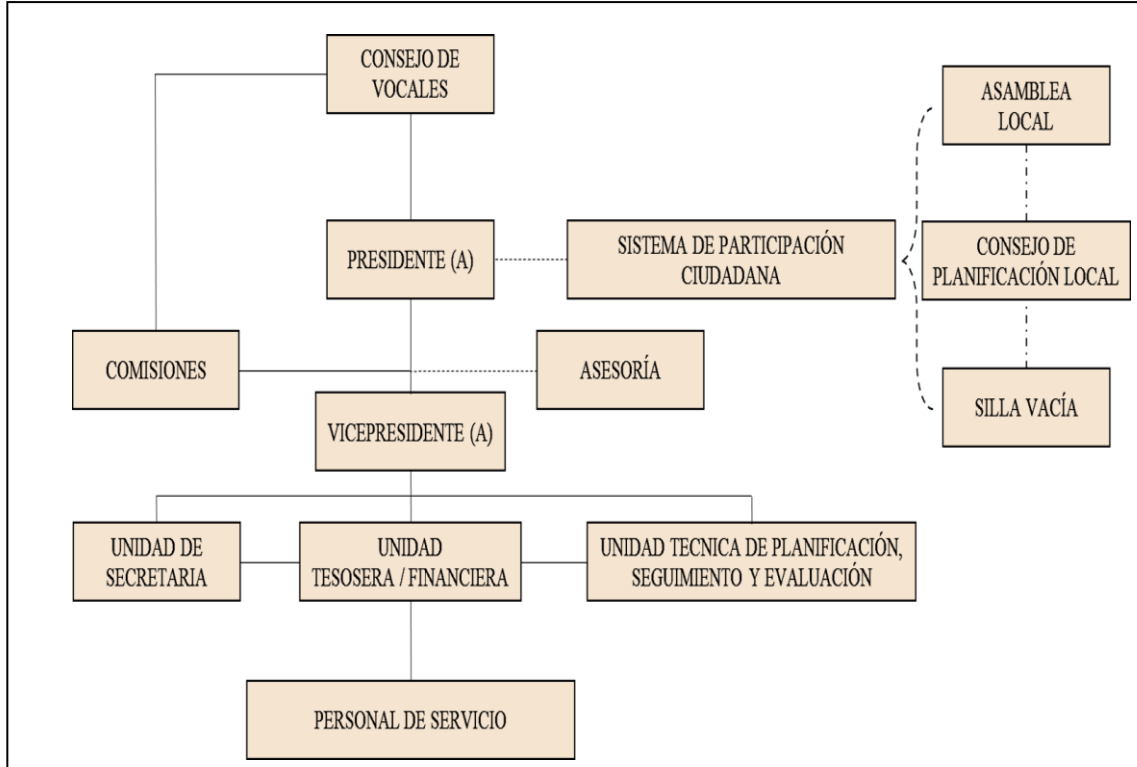 CONSEJO DE
VOCALES
ASAMBLEA
LOCAL
PRESIDENTE (A)
SISTEMA DE PARTICIPACIÓN
CIUDADANA
CONSEJO DE
PLANIFICACIÓN LOCAL
COMISIONES
ASESORÍA
SILLA VACÍA
VICEPRESIDENTE (A)
UNIDAD DE
SECRETARIA
UNIDAD
TESOSERA / FINANCIERA
UNIDAD TECNICA DE PLANIFICACIÓN,
SEGUIMIENTO Y EVALUACIÓN
PERSONAL DE SERVICIO